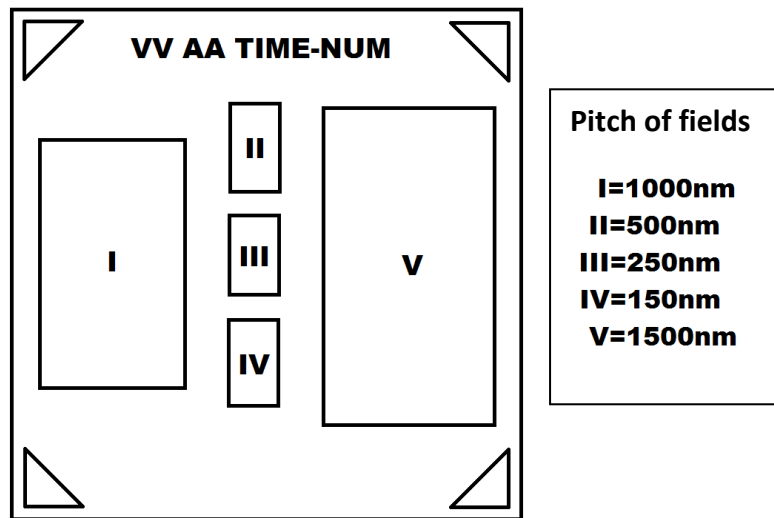 VV AA TIME-NUM
I
II
III
IV
V
Pitch of fields
I=1000nm
II=500nm
III=250nm
IV=150nm
V=1500nm